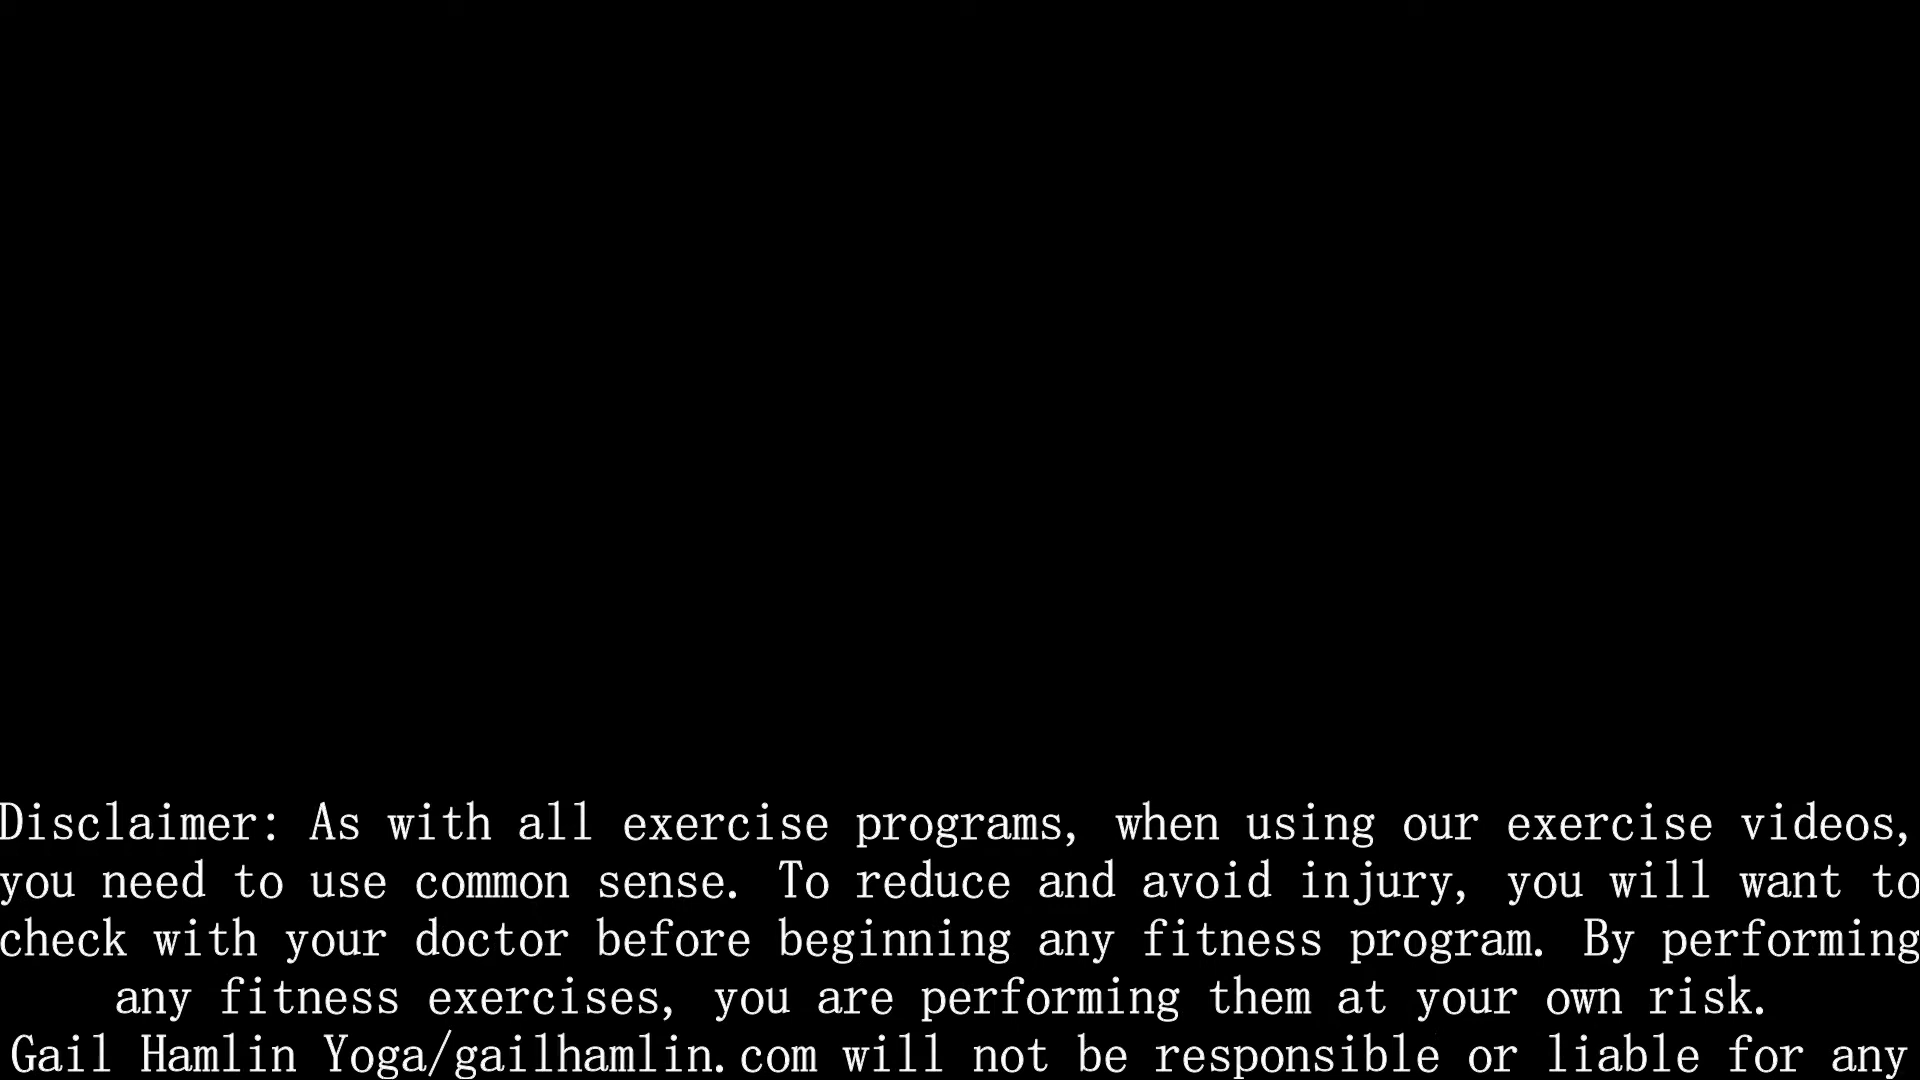 Disclaimer: As with all exercise programs, when using our exercise videos,
you need to use common sense. To reduce and avoid injury, you will want to
check with your doctor before beginning any fitness program. By performing
any fitness exercises, you are performing them at your own risk.
Gail Hamlin Yoga/gailhamlin.com will not be responsible or liable for any